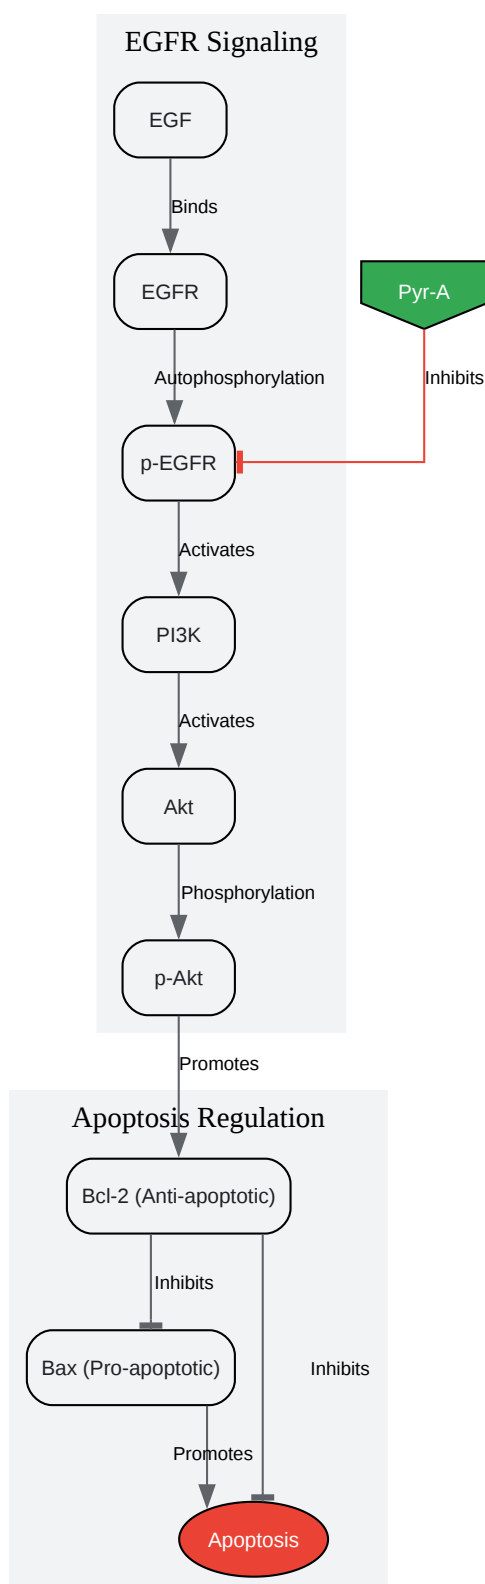 EGFR Signaling
EGF
Binds
EGFR
Pyr-A
Autophosphorylation
Inhibits
p-EGFR
Activates
PI3K
Activates
Akt
Phosphorylation
p-Akt
Promotes
Apoptosis Regulation
Bcl-2 (Anti-apoptotic)
Inhibits
Bax (Pro-apoptotic)
Inhibits
Promotes
Apoptosis